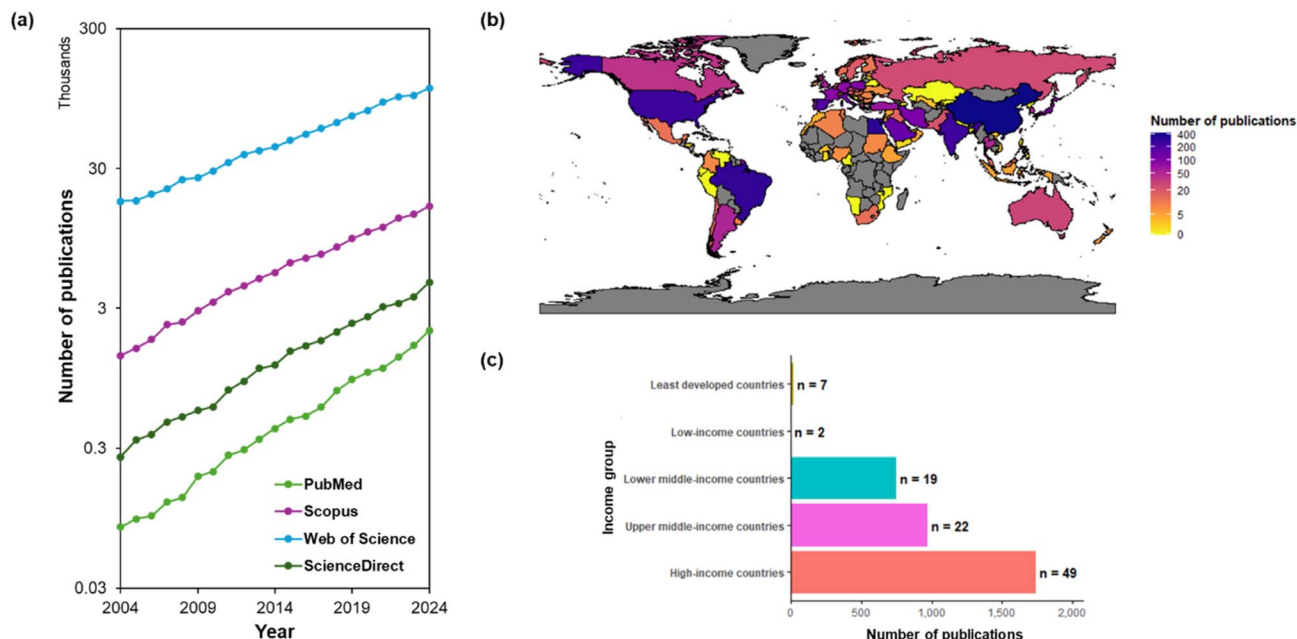 (a)
300
Thousands
30
3
0.3
0.03
Number of publications
PubMed
Scopus
Web of Science
ScienceDirect
2004
2009
2014
2019
2024
Year
(b)
Number of publications
400
200
100
50
20
5
0
(c)
Income group
Least developed countries
n = 7
Low-income countries
n = 2
Lower middle-income countries
n = 19
Upper middle-income countries
n = 22
High-income countries
n = 49
0
500
1,000
1,500
2,000
Number of publications